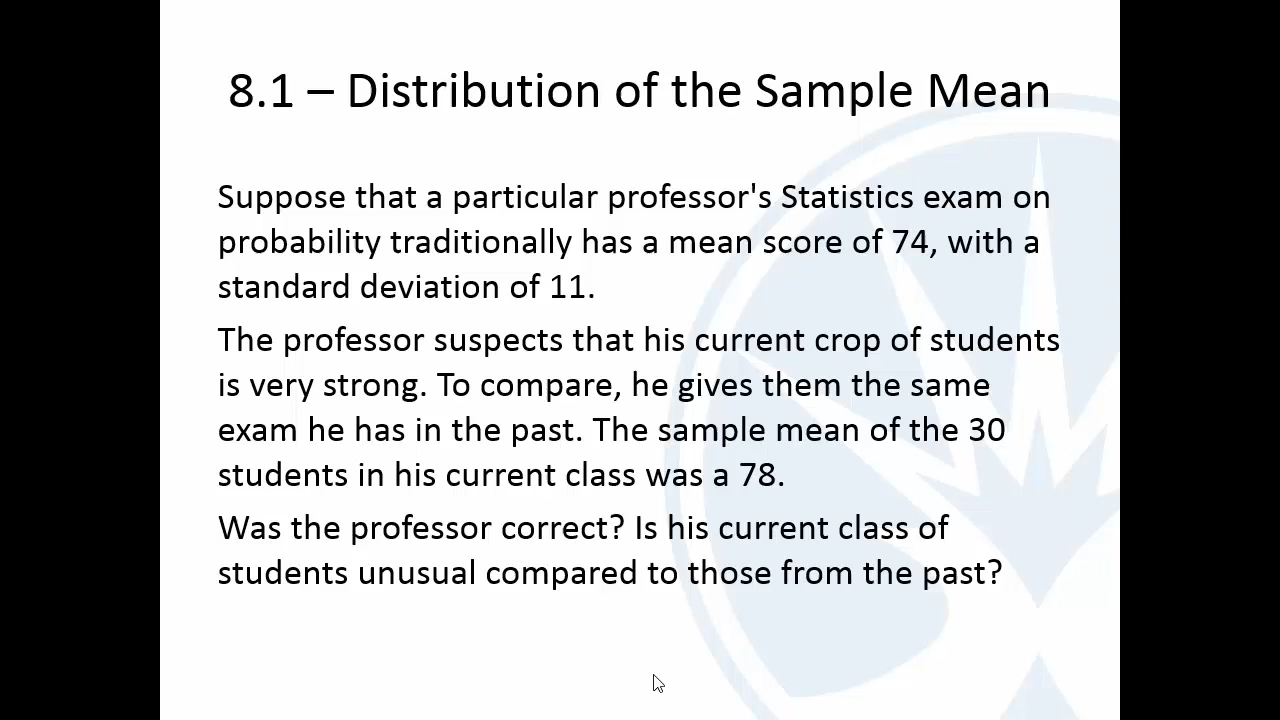 8.1 – Distribution of the Sample Mean
Suppose that a particular professor's Statistics exam on
probability traditionally has a mean score of 74, with a
standard deviation of 11.
The professor suspects that his current crop of students
is very strong. To compare, he gives them the same
exam he has in the past. The sample mean of the 30
students in his current class was a 78.
Was the professor correct? Is his current class of
students unusual compared to those from the past?